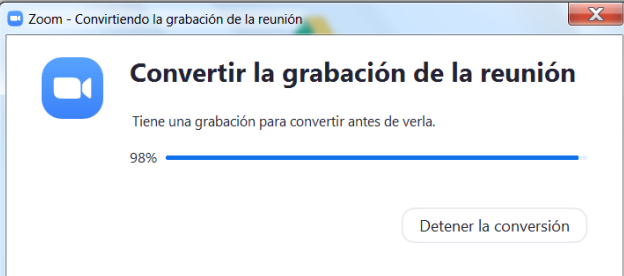 Zoom - Convirtiendo la grabación de la reunión
Convertir la grabación de la reunión
Tiene una grabación para convertir antes de verla.
98%
Detener la conversión